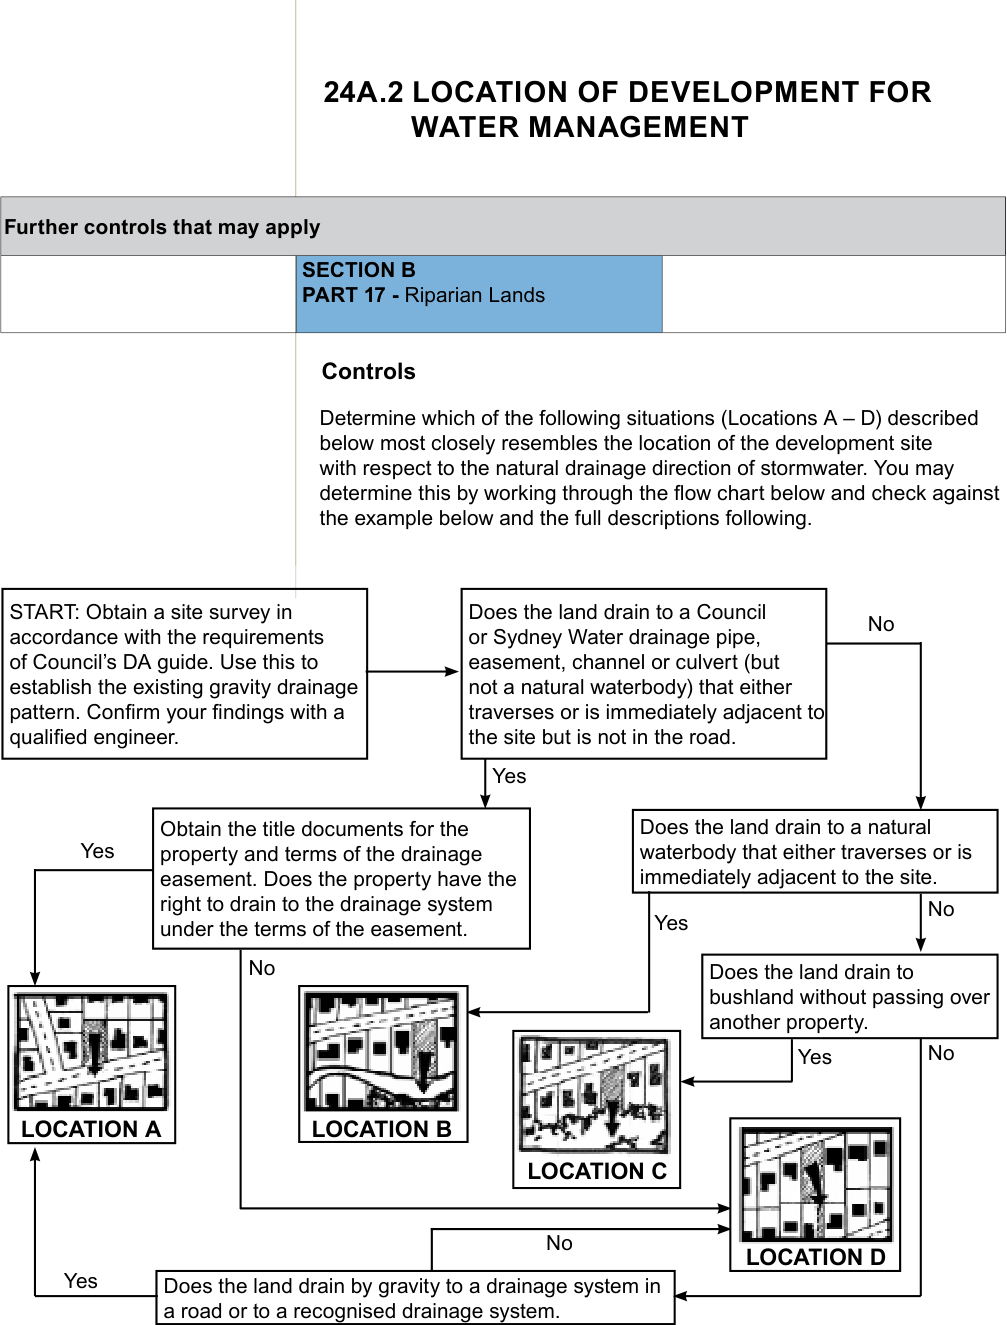 24A.2 LOCATION OF DEVELOPMENT FOR
WATER MANAGEMENT
Further controls that may apply
SECTION B
PART 17 - Riparian Lands
Controls
Determine which of the following situations (Locations A – D) described
below most closely resembles the location of the development site
with respect to the natural drainage direction of stormwater. You may
determine this by working through the flow chart below and check against
the example below and the full descriptions following.
START: Obtain a site survey in
accordance with the requirements
of Council’s DA guide. Use this to
establish the existing gravity drainage
pattern. Confirm your findings with a
qualified engineer.
Does the land drain to a Council
or Sydney Water drainage pipe,
easement, channel or culvert (but
not a natural waterbody) that either
traverses or is immediately adjacent to
the site but is not in the road.
No
Yes
Obtain the title documents for the
property and terms of the drainage
easement. Does the property have the
right to drain to the drainage system
under the terms of the easement.
Yes
No
Does the land drain to a natural
waterbody that either traverses or is
immediately adjacent to the site.
Yes
No
Does the land drain to
bushland without passing over
another property.
Yes
No
LOCATION A
LOCATION B
LOCATION C
LOCATION D
No
Yes
Does the land drain by gravity to a drainage system in
a road or to a recognised drainage system.